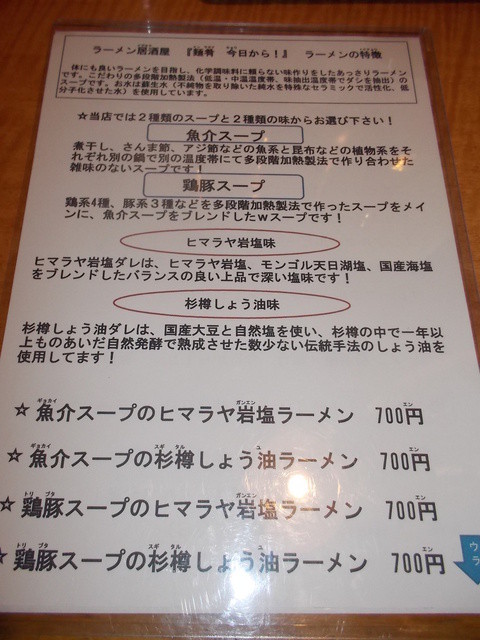 ラーメン居酒屋 『麺肴 今日から！』 ラーメンの特徴
体にも良いラーメンを目指し、化学調味料に頼らない味作りをしたあっさりラーメン
です。こだわりの多段階加熱製法（低温・中温温度帯、味抽出温度帯でダシを抽出）の
スープです。お水は蘇生水（不純物を取り除いた純水を特殊なセラミックで活性化、低
分子化させた水）を使用しています。
☆当店では２種類のスープと２種類の味からお選び下さい！
魚介スープ
煮干し、さんま節、アジ節などの魚系と昆布などの植物系をそ
れぞれ別の鍋で別の温度帯にて多段階加熱製法で作り合わせた
雑味のないスープです！
鶏豚スープ
鶏系4種、豚系３種などを多段階加熱製法で作ったスープをメイ
ンに、魚介スープをブレンドしたｗスープです！
ヒマラヤ岩塩味
ヒマラヤ岩塩ダレは、ヒマラヤ岩塩、モンゴル天日湖塩、国産海塩
をブレンドしたバランスの良い上品で深い塩味です！
杉樽しょう油味
杉樽しょう油ダレは、国産大豆と自然塩を使い、杉樽の中で一年以
上ものあいだ自然発酵で熟成させた数少ない伝統手法のしょう油を
使用してます！
☆魚介スープのヒマラヤ岩塩ラーメン 700円
☆魚介スープの杉樽しょう油ラーメン 700円
☆鶏豚スープのヒマラヤ岩塩ラーメン 700円
☆鶏豚スープの杉樽しょう油ラーメン 700円